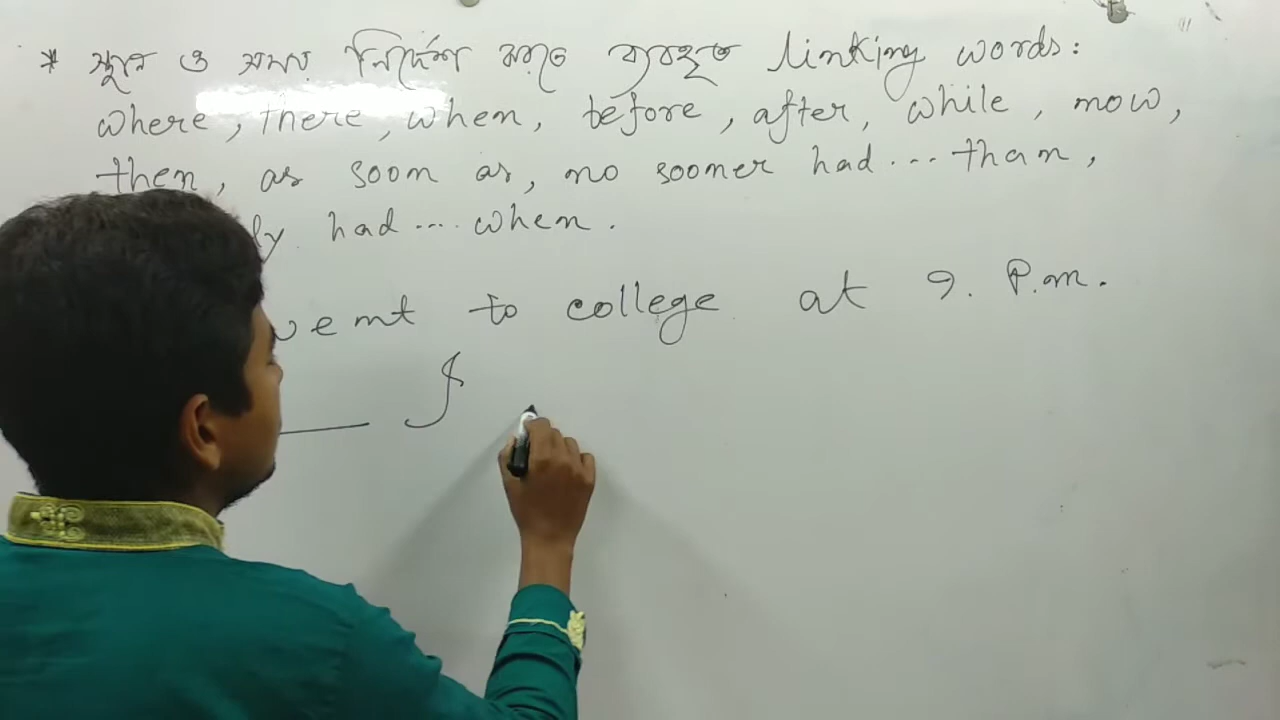 * স্থান ও সময় নির্দেশ করতে ব্যবহৃত linking words:
where, there, when, before, after, while, now,
then, as soon as, no sooner had ... than,
had .... when.
went to college at 9. P.m.
I